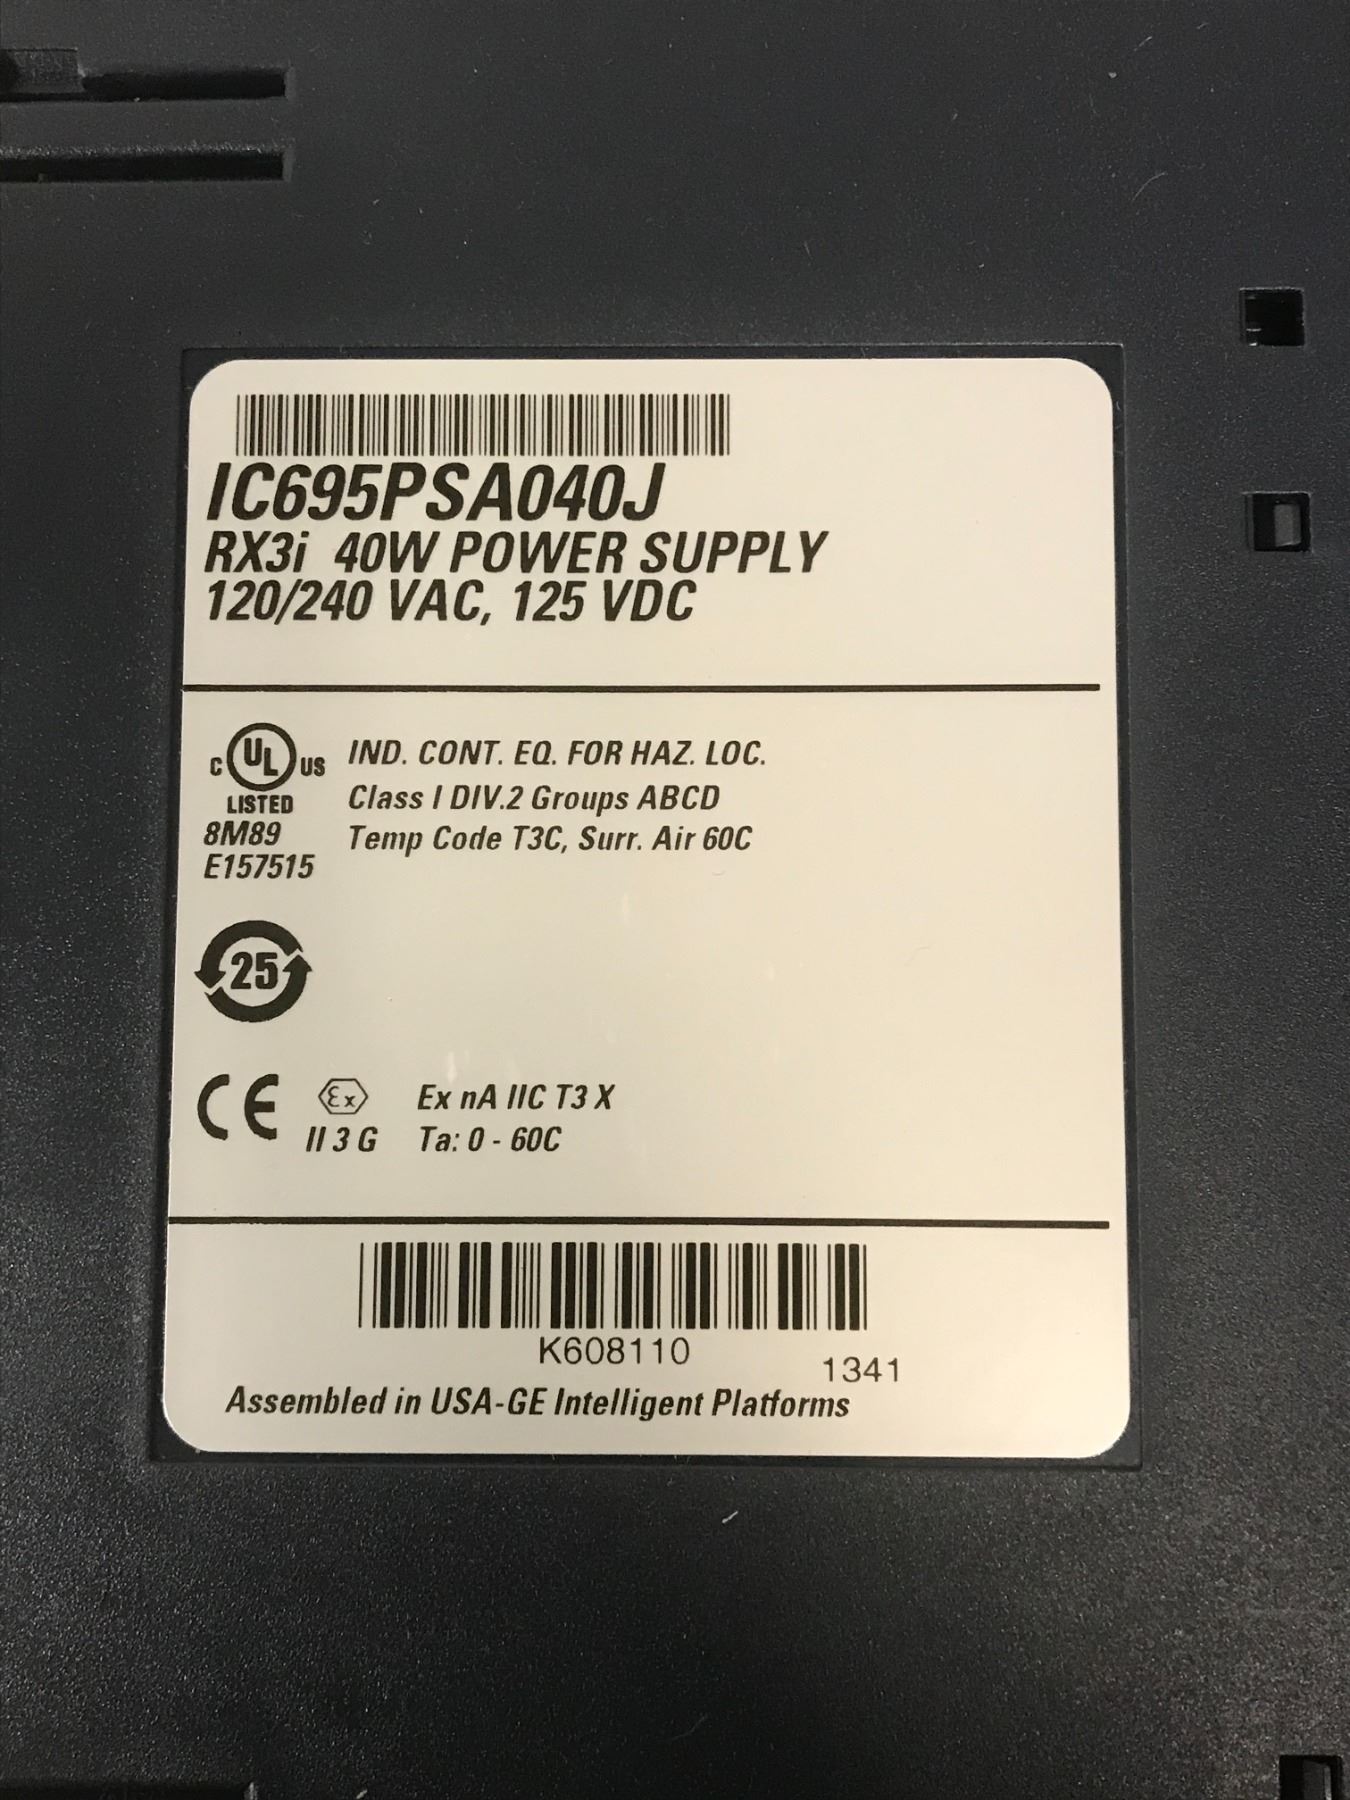 IC695PSA040J
RX3i 40W POWER SUPPLY
120/240 VAC, 125 VDC
C UL US IND. CONT. EQ. FOR HAZ. LOC.
LISTED Class I DIV.2 Groups ABCD
8M89 Temp Code T3C, Surr. Air 60C
E157515
25
CE Ex Ex nA IIC T3 X
II 3 G Ta: 0 - 60C
K608110
1341
Assembled in USA-GE Intelligent Platforms